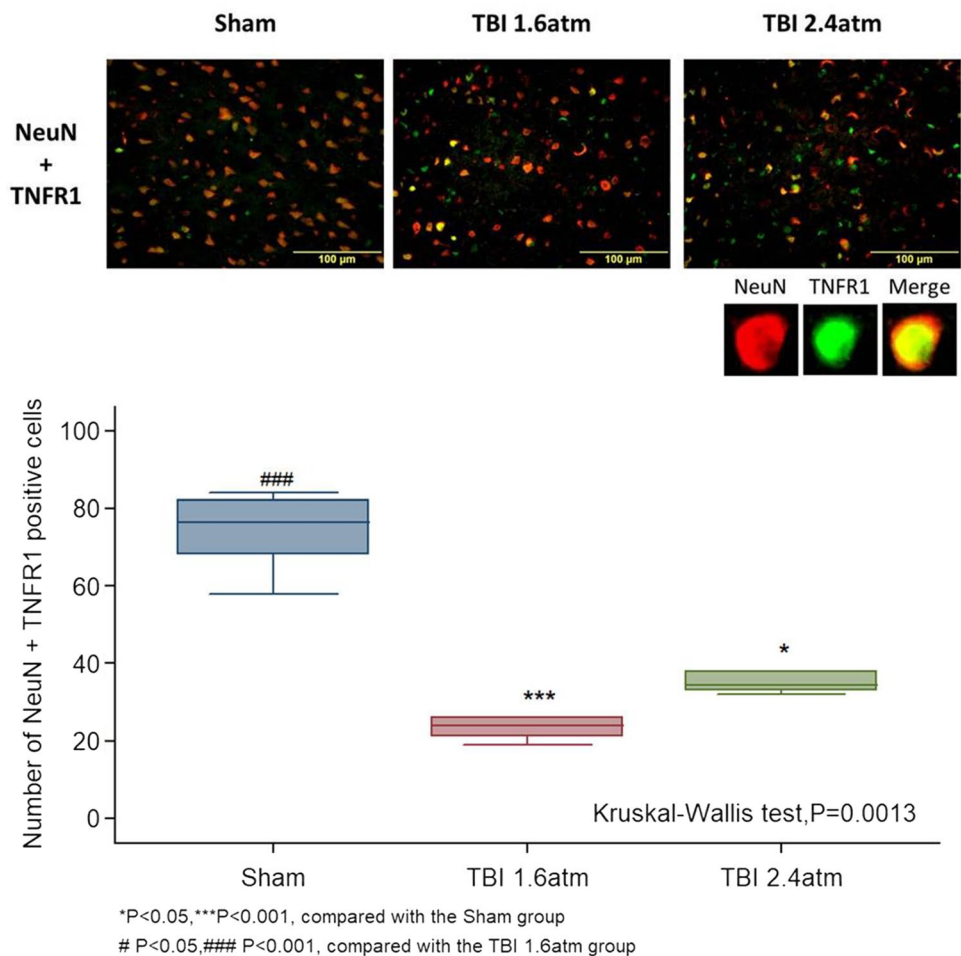 Sham TBI 1.6atm TBI 2.4atm
NeuN
+
TNFR1
100 µm 100 µm 100 µm
NeuN TNFR1 Merge
Number of NeuN + TNFR1 positive cells
100
80
60
40
20
0
###
***
*
Kruskal-Wallis test,P=0.0013
Sham TBI 1.6atm TBI 2.4atm
*P<0.05,***P<0.001, compared with the Sham group
# P<0.05,### P<0.001, compared with the TBI 1.6atm group